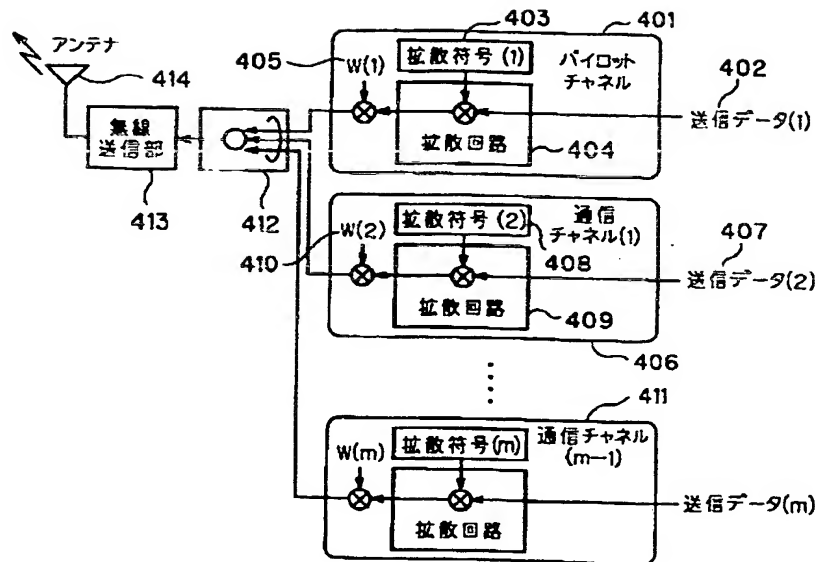 403
401
アンテナ
414
405
W(1)
拡散符号(1)
パイロット
チャネル
402
送信データ(1)
無線
送信部
拡散回路
404
413
412
W(2)
410
拡散符号(2)
通信
チャネル(1)
408
407
送信データ(2)
拡散回路
409
406
411
W(m)
拡散符号(m)
通信チャネル
(m-1)
送信データ(m)
拡散回路